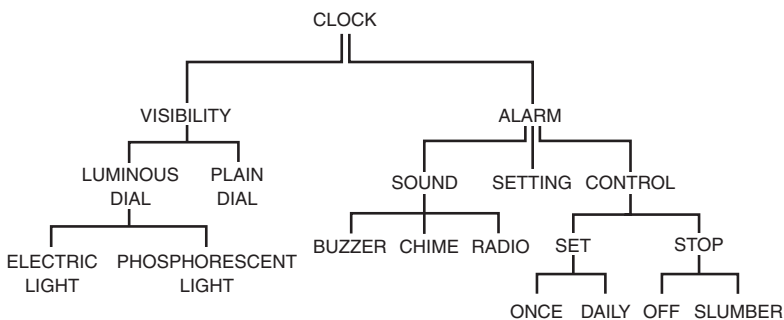 CLOCK
VISIBILITY
ALARM
LUMINOUS
DIAL
PLAIN
DIAL
SOUND
SETTING
CONTROL
ELECTRIC
LIGHT
PHOSPHORESCENT
LIGHT
BUZZER
CHIME
RADIO
SET
STOP
ONCE
DAILY
OFF
SLUMBER